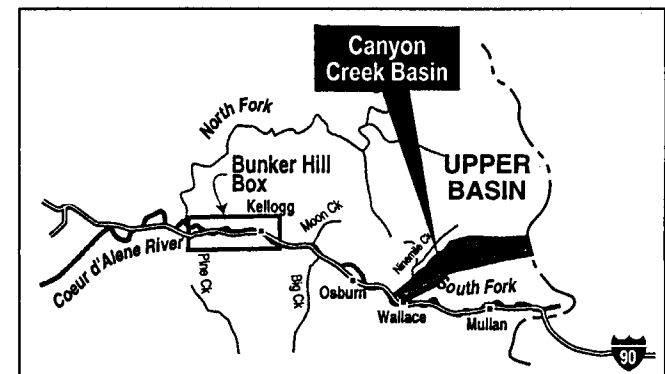 Canyon
Creek Basin
North Fork
UPPER
BASIN
Bunker Hill
Box
Kellogg
Moon Ck
Ninemile Ck
Coeur d'Alene River
Pine Ck
Big Ck
Osburn
South Fork
Wallace
Mullan
90